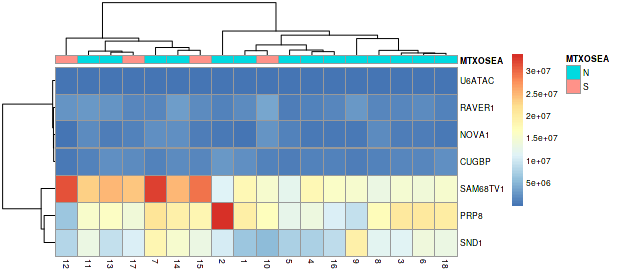 MTXOSEA
U6ATAC
RAVER1
NOVA1
CUGBP
SAM68TV1
PRP8
SND1
12 11 13 17 7 14 15 2 1 10 5 4 16 9 8 3 6 18
3e+07
2.5e+07
2e+07
1.5e+07
1e+07
5e+06
MTXOSEA
N
S